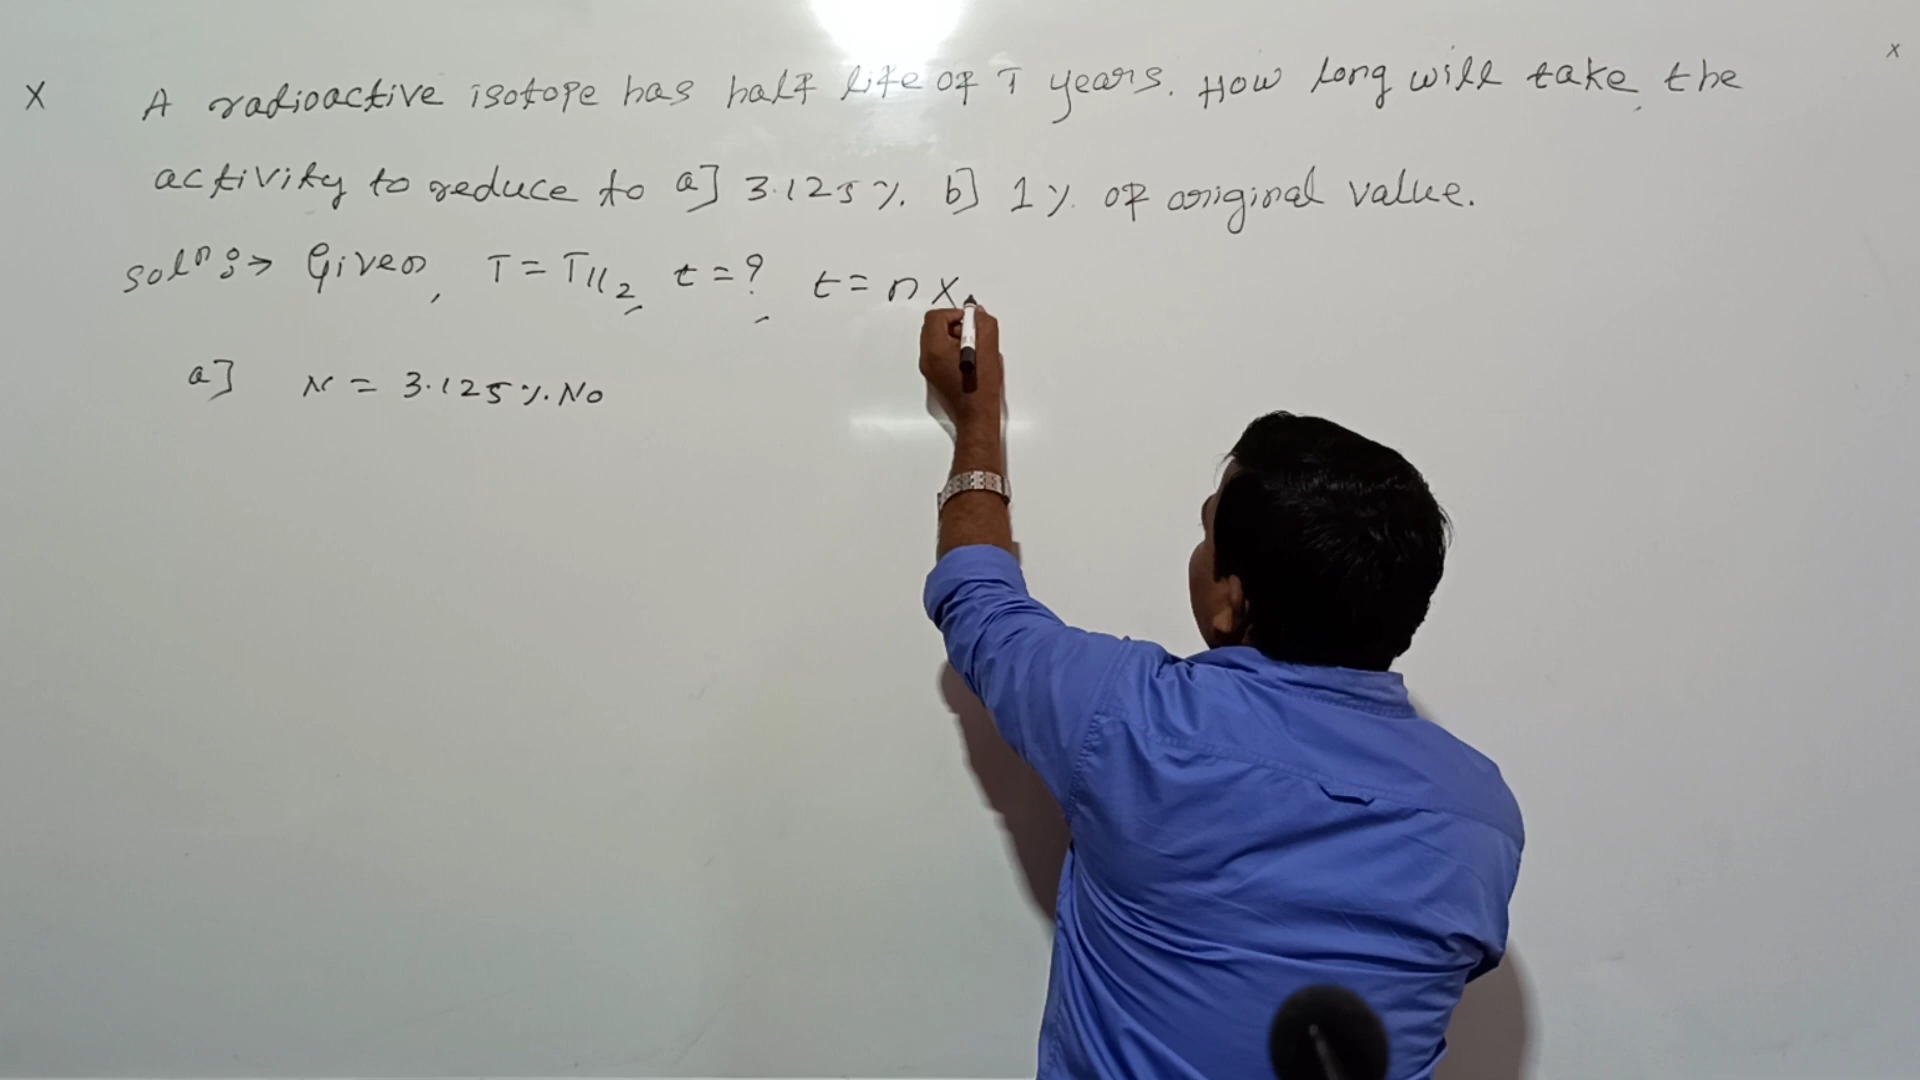 X A radioactive isotope has half life of T years. How long will take the x
activity to reduce to a] 3.125%. b] 1% of original value.
Solⁿ:→ Given, T = T1/2, t = ?, t = n X
a] N = 3.125%. No